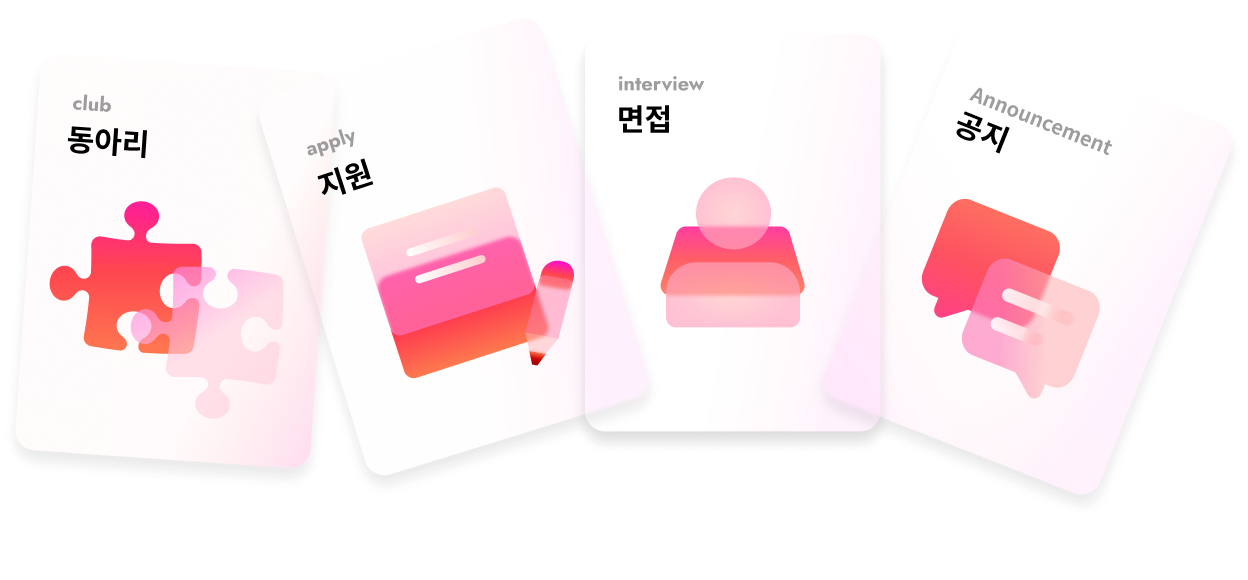 club
동아리
apply
지원
interview
면접
Announcement
공지